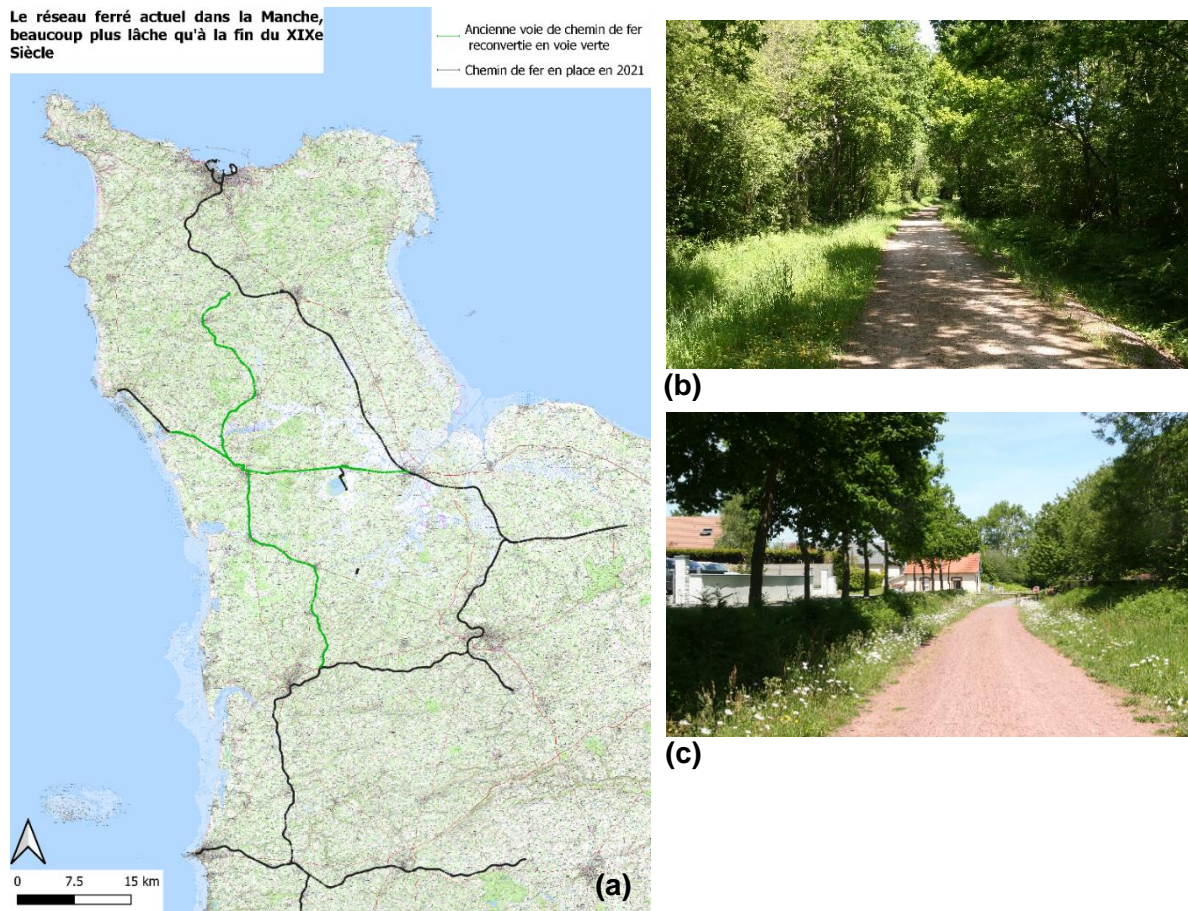 Le réseau ferré actuel dans la Manche,
beaucoup plus lâche qu'à la fin du XIXe
Siècle
Ancienne voie de chemin de fer
reconvertie en voie verte
Chemin de fer en place en 2021
0 7.5 15 km
(a)
(b)
(c)